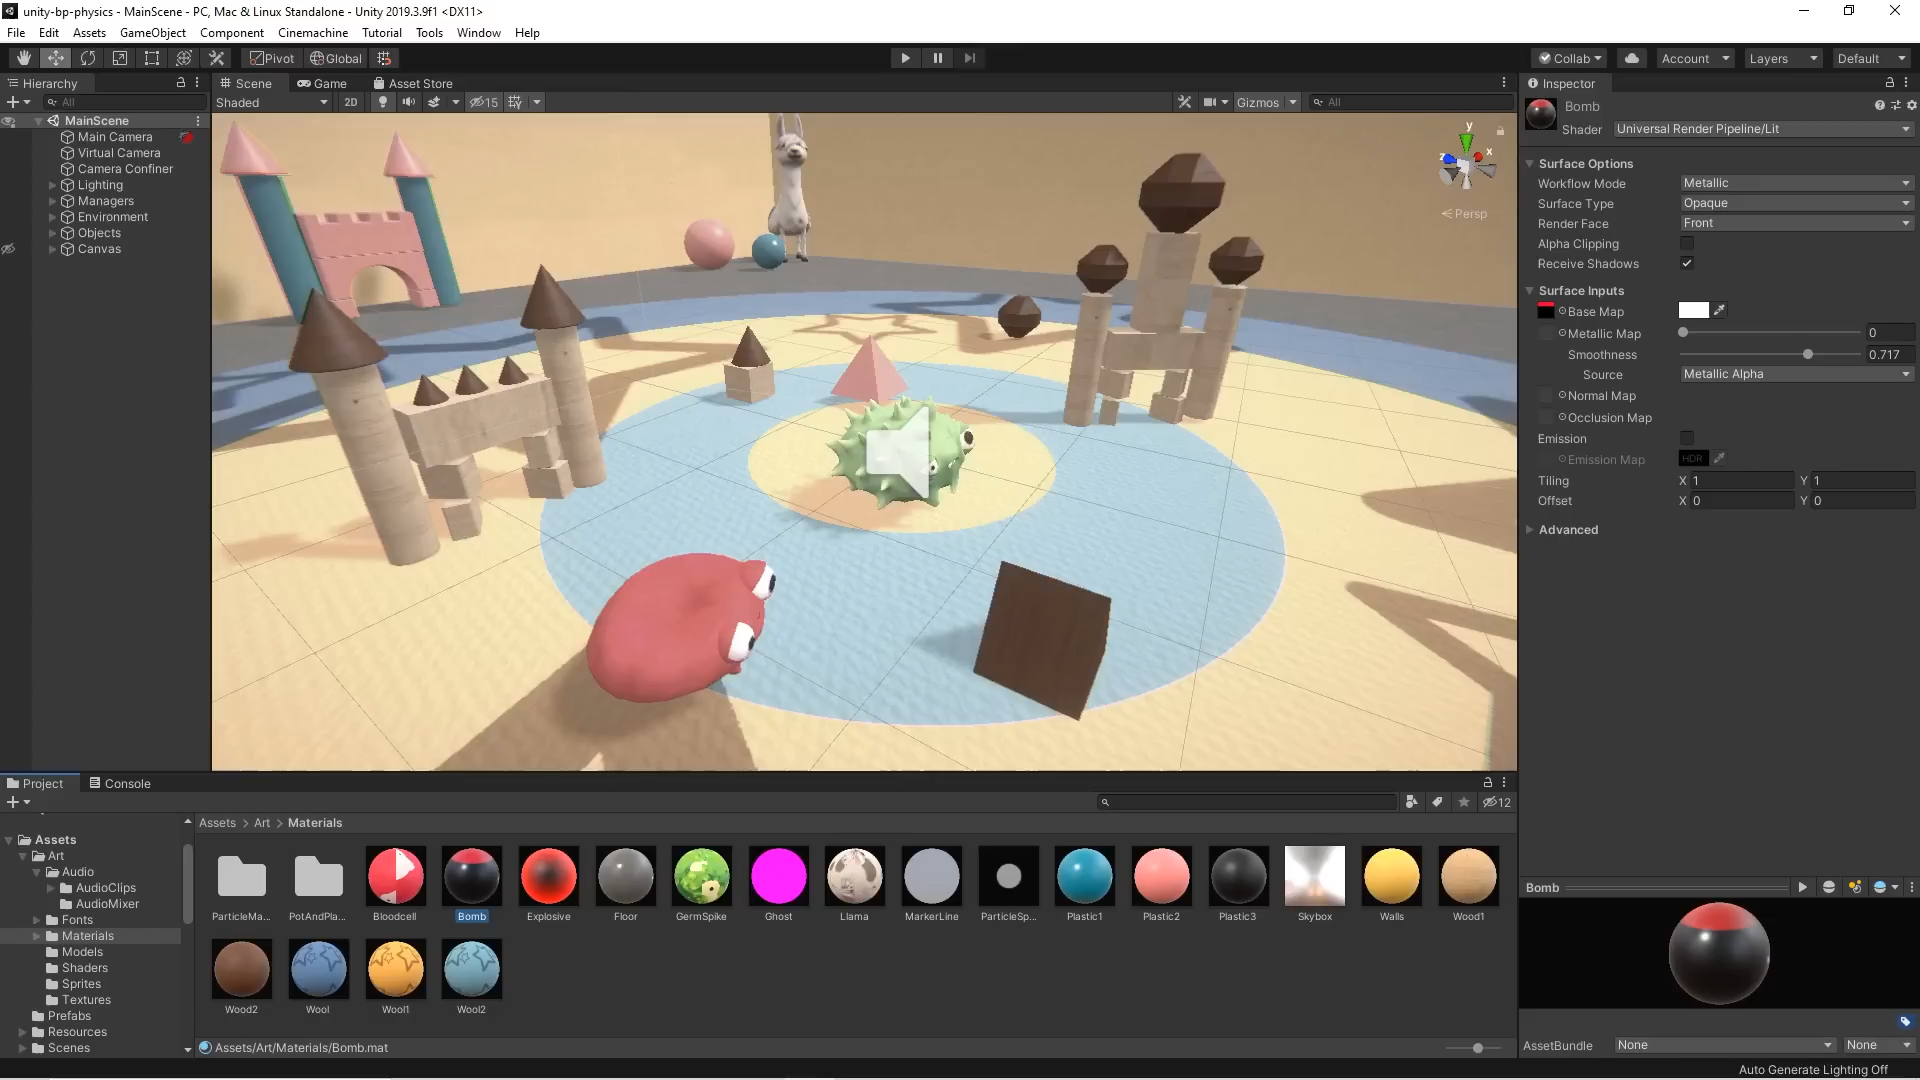 unity-bp-physics - MainScene - PC, Mac & Linux Standalone - Unity 2019.3.9f1 <DX11>
File Edit Assets GameObject Component Cinemachine Tutorial Tools Window Help
Pivot Global Collab Account Layers Default
Hierarchy
All
MainScene
Main Camera
Virtual Camera
Camera Confiner
Lighting
Managers
Environment
Objects
Canvas
Scene Game Asset Store
Shaded 2D 15 Gizmos All
y
x
z
Persp
Inspector
Bomb
Shader Universal Render Pipeline/Lit
Surface Options
Workflow Mode Metallic
Surface Type Opaque
Render Face Front
Alpha Clipping
Receive Shadows
Surface Inputs
Base Map
Metallic Map 0
Smoothness 0.717
Source Metallic Alpha
Normal Map
Occlusion Map
Emission
Emission Map HDR
Tiling X 1 Y 1
Offset X 0 Y 0
Advanced
Project Console
12
Assets
Art
Audio
AudioClips
AudioMixer
Fonts
Materials
Models
Shaders
Sprites
Textures
Prefabs
Resources
Scenes
Assets > Art > Materials
ParticleMa... PotAndPla... Bloodcell Bomb Explosive Floor GermSpike Ghost Llama MarkerLine ParticleSp... Plastic1 Plastic2 Plastic3 Skybox Walls Wood1
Wood2 Wool Wool1 Wool2
Assets/Art/Materials/Bomb.mat
Bomb
AssetBundle None None
Auto Generate Lighting Off